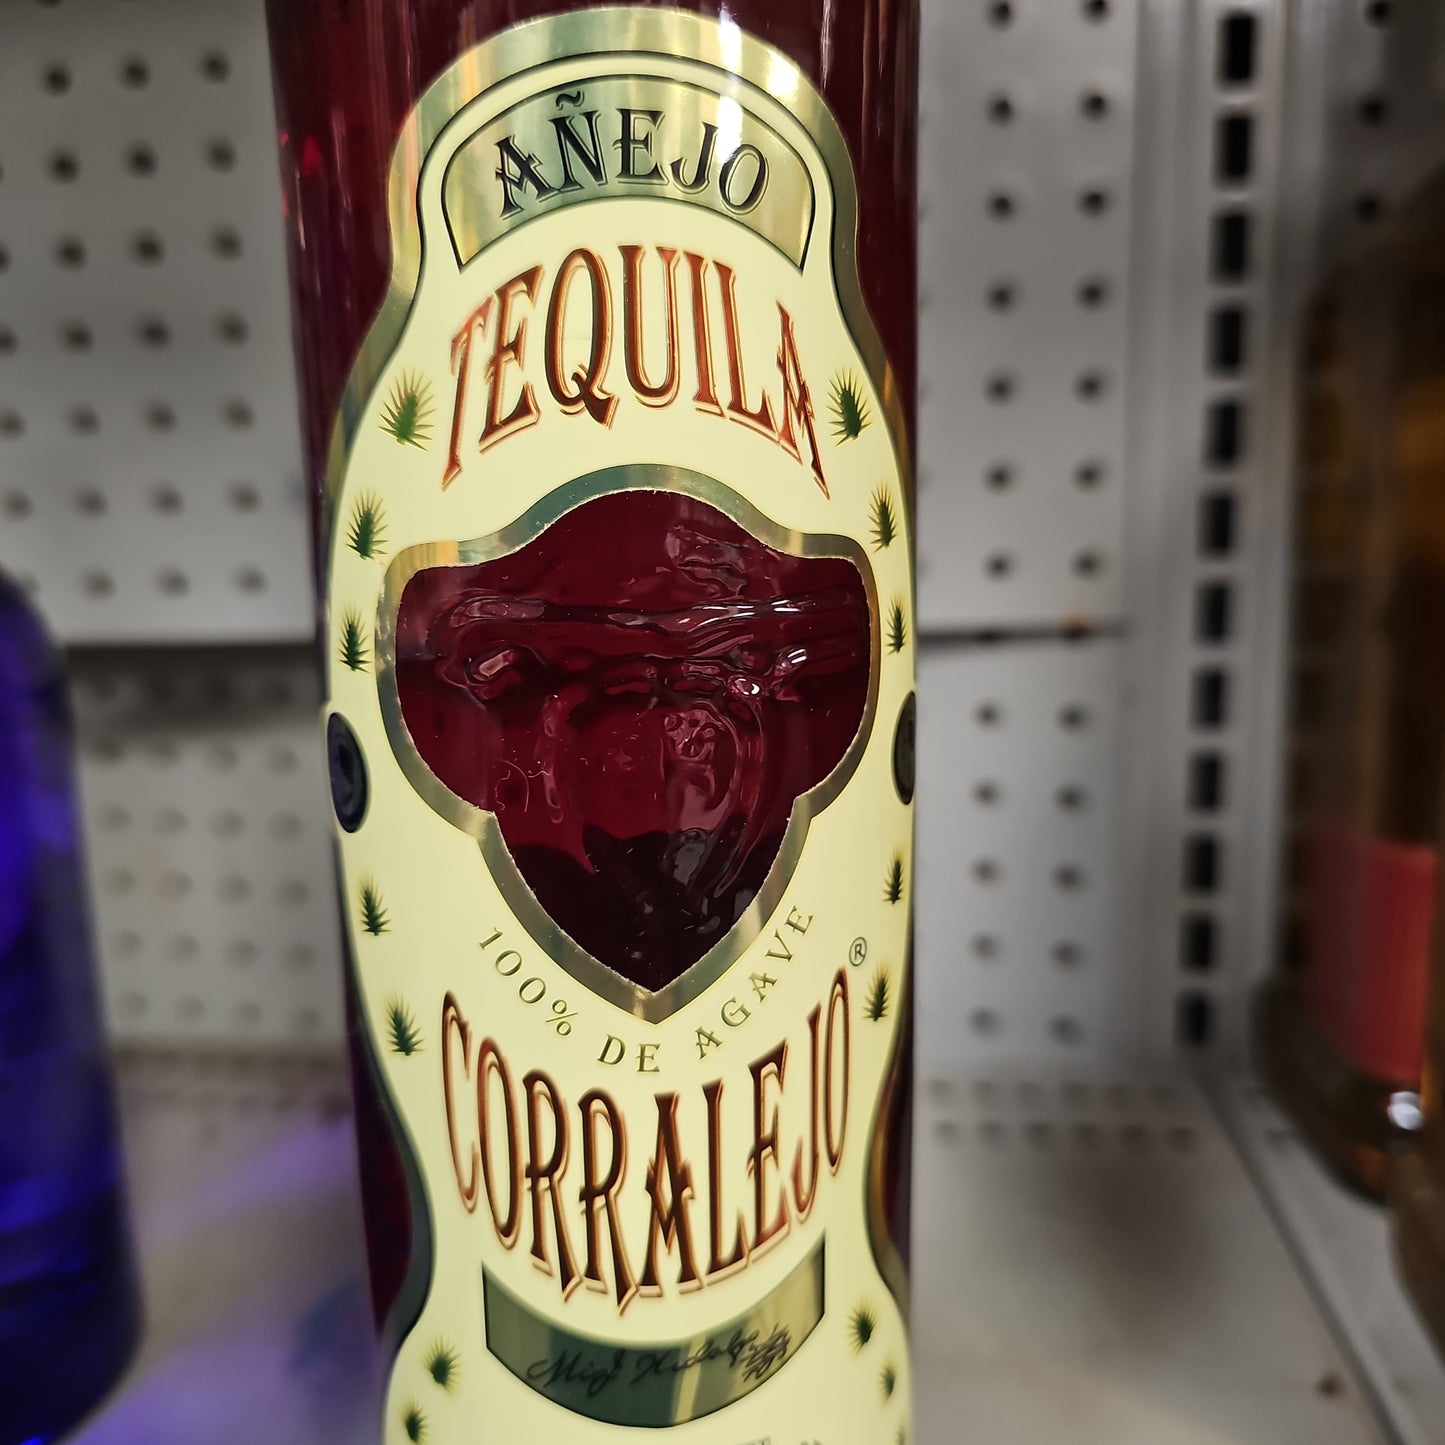 AÑEJO
TEQUILA
100% DE AGAVE
CORRALEJO®